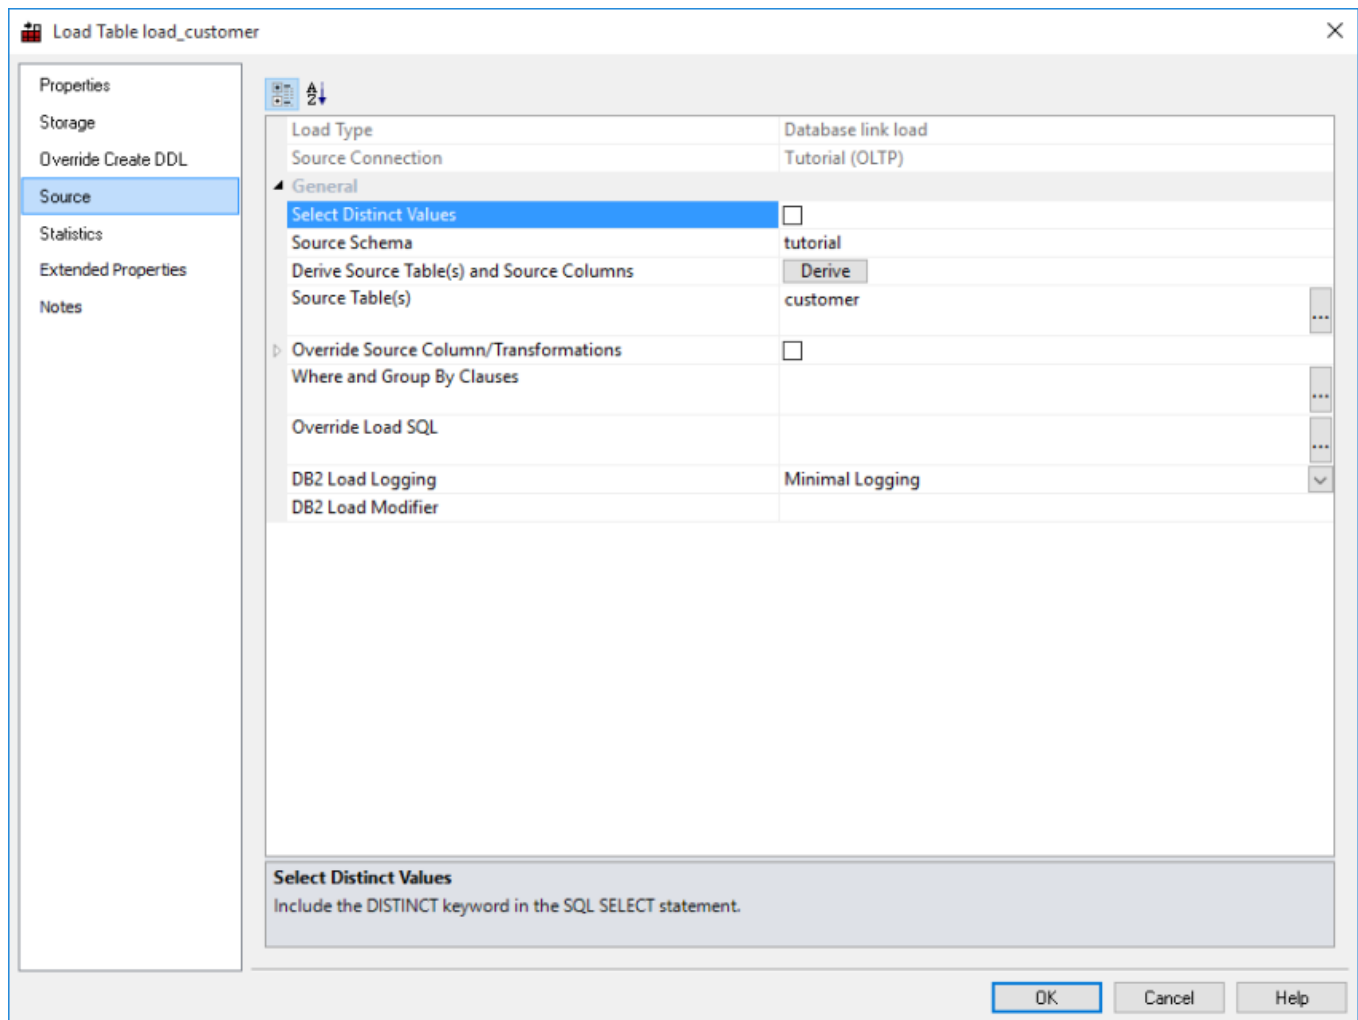 Load Table load_customer
Properties
Storage
Override Create DDL
Source
Statistics
Extended Properties
Notes
Load Type Database link load
Source Connection Tutorial (OLTP)
General
Select Distinct Values
Source Schema tutorial
Derive Source Table(s) and Source Columns Derive
Source Table(s) customer
...
Override Source Column/Transformations
Where and Group By Clauses
...
Override Load SQL
...
DB2 Load Logging Minimal Logging
DB2 Load Modifier
Select Distinct Values
Include the DISTINCT keyword in the SQL SELECT statement.
OK Cancel Help